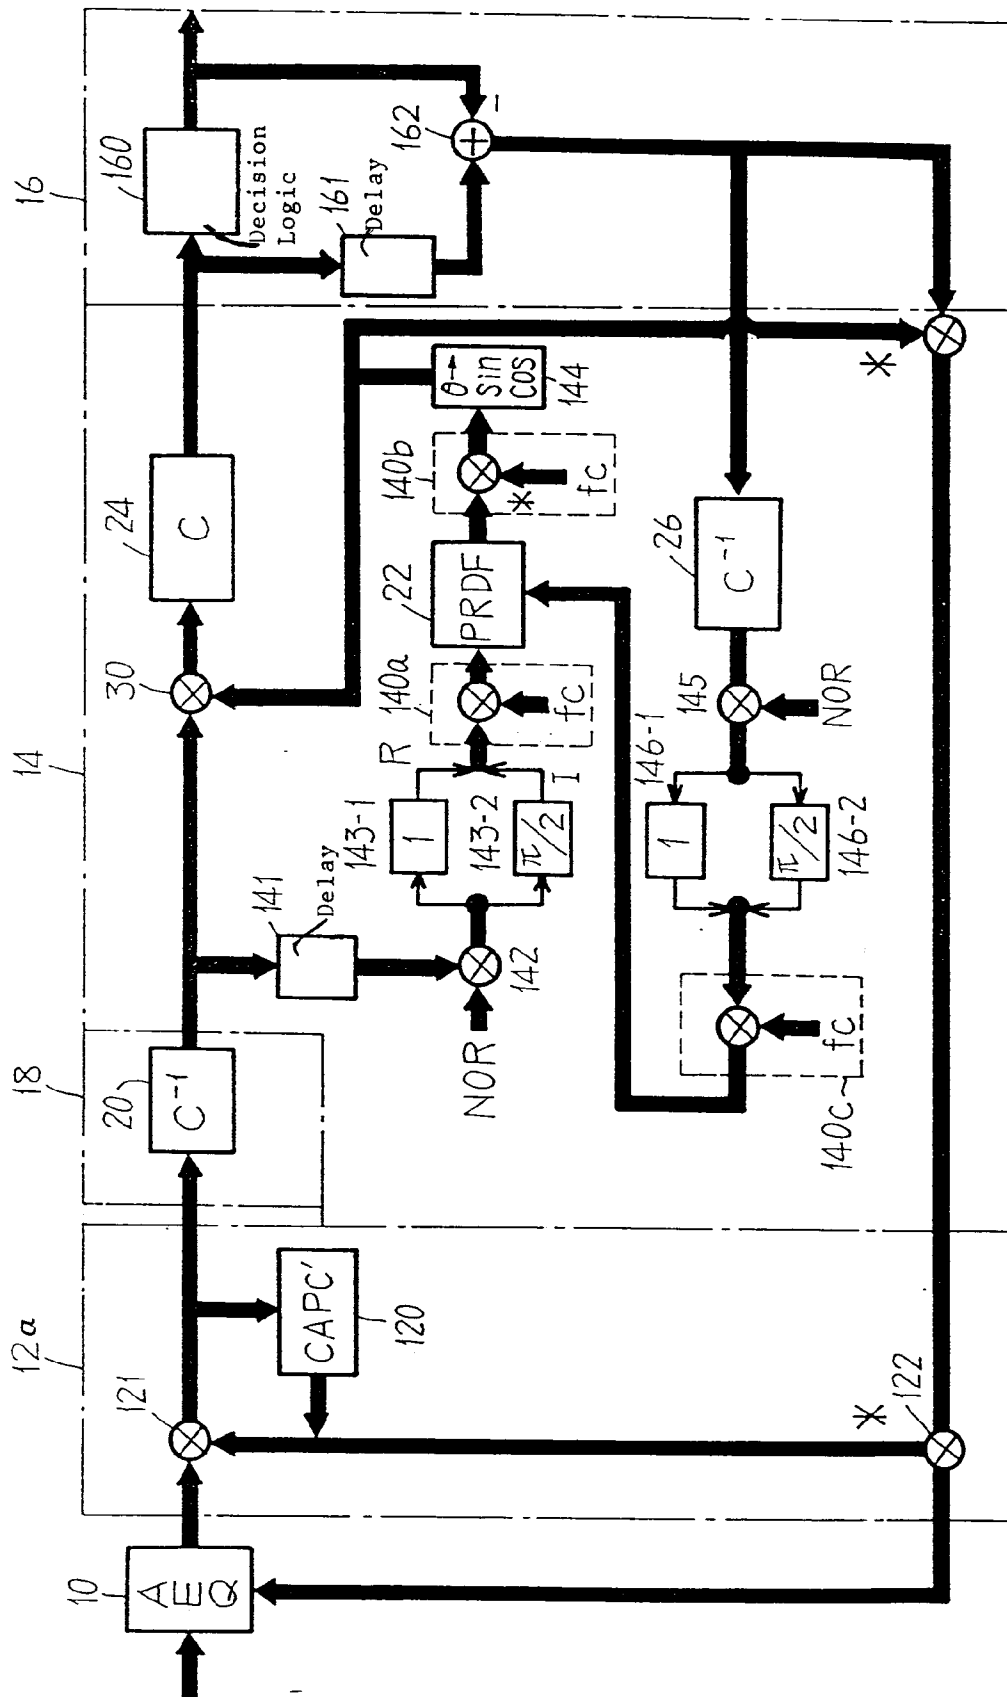 10
A
E
Q
12a
121
CAPC'
120
122
*
18
20
C⁻¹
14
30
24
C
141
Delay
NOR
142
143-1
1
143-2
π/2
R
I
140a
fc
22
PRDF
140b
*
fc
θ→
sin
cos
144
*
26
C⁻¹
145
NOR
146-1
1
π/2
146-2
fc
140c
16
160
Decision
Logic
161
Delay
162
+
-